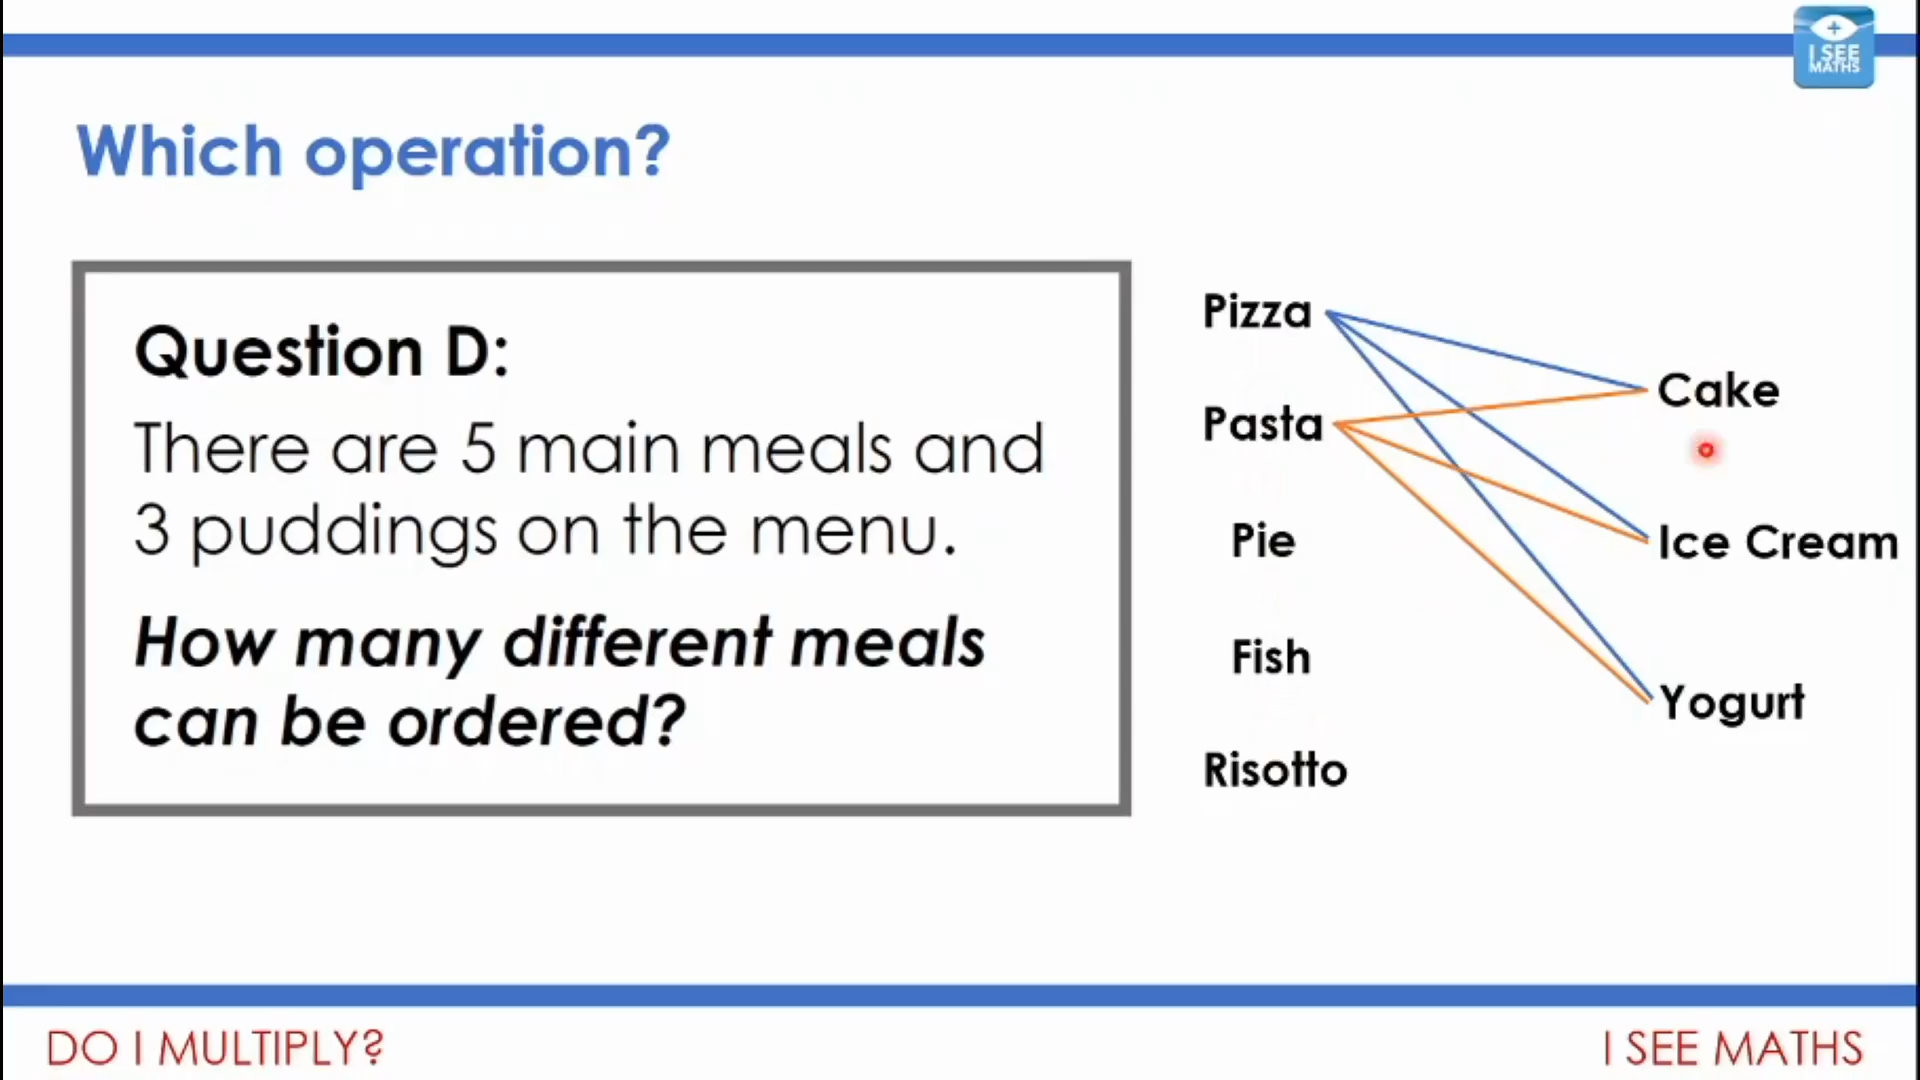 I SEE
MATHS
Which operation?
Question D:
There are 5 main meals and
3 puddings on the menu.
How many different meals
can be ordered?
Pizza
Pasta
Pie
Fish
Risotto
Cake
Ice Cream
Yogurt
DO I MULTIPLY?
I SEE MATHS